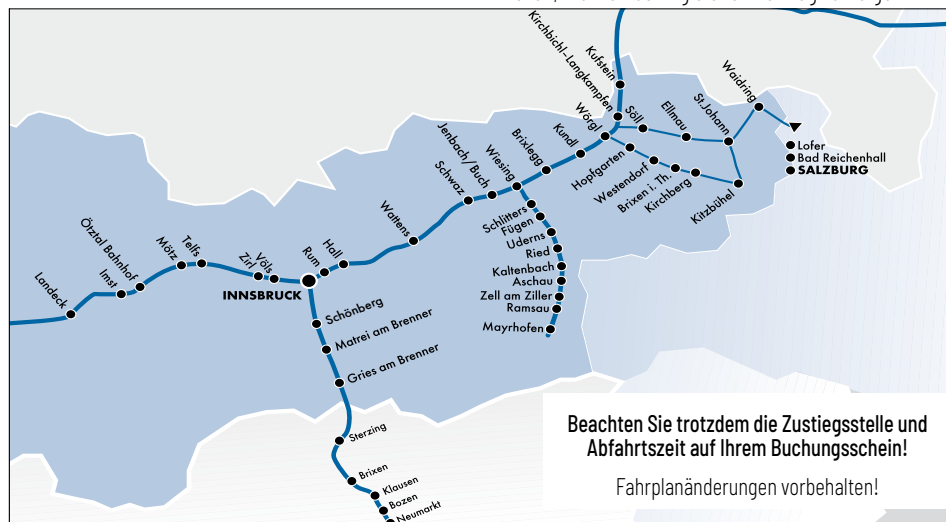 Kufstein
Kirchbichl-Langkampfen
Wörgl
Söll
Ellmau
St.Johann
Waidring
Lofer
Bad Reichenhall
SALZBURG
Hopfgarten
Westendorf
Brixen i. Th.
Kirchberg
Kitzbühel
Kundl
Brixlegg
Wiesing
Jenbach/Buch
Schwaz
Wattens
Hall
Rum
INNSBRUCK
Völs
Zirl
Telfs
Mötz
Ötztal Bahnhof
Imst
Landeck
Schlitters
Fügen
Uderns
Ried
Kaltenbach
Aschau
Zell am Ziller
Ramsau
Mayrhofen
Schönberg
Matrei am Brenner
Gries am Brenner
Sterzing
Brixen
Klausen
Bozen
Neumarkt
Beachten Sie trotzdem die Zustiegsstelle und
Abfahrtszeit auf Ihrem Buchungsschein!
Fahrplanänderungen vorbehalten!